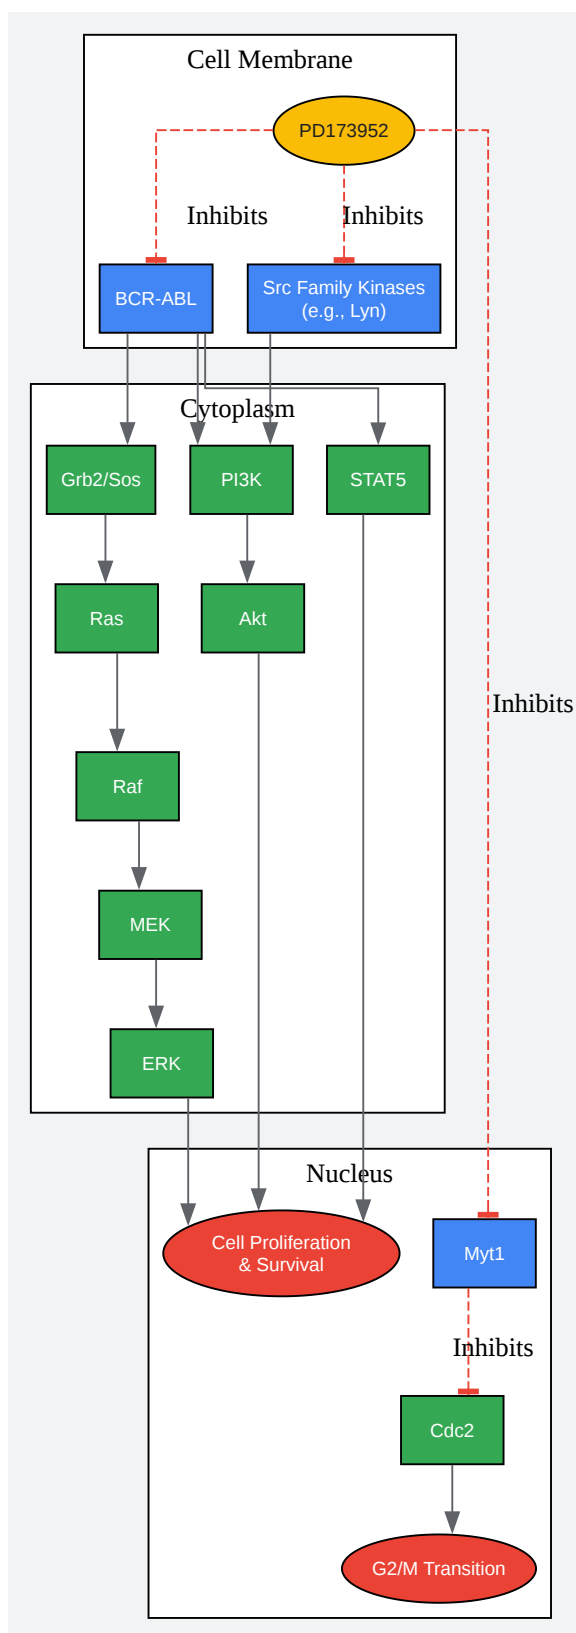 Cell Membrane
PD173952
Inhibits
Inhibits
BCR-ABL
Src Family Kinases
(e.g., Lyn)
Cytoplasm
Grb2/Sos
PI3K
STAT5
Ras
Akt
Inhibits
Raf
MEK
ERK
Nucleus
Cell Proliferation
& Survival
Myt1
Inhibits
Cdc2
G2/M Transition